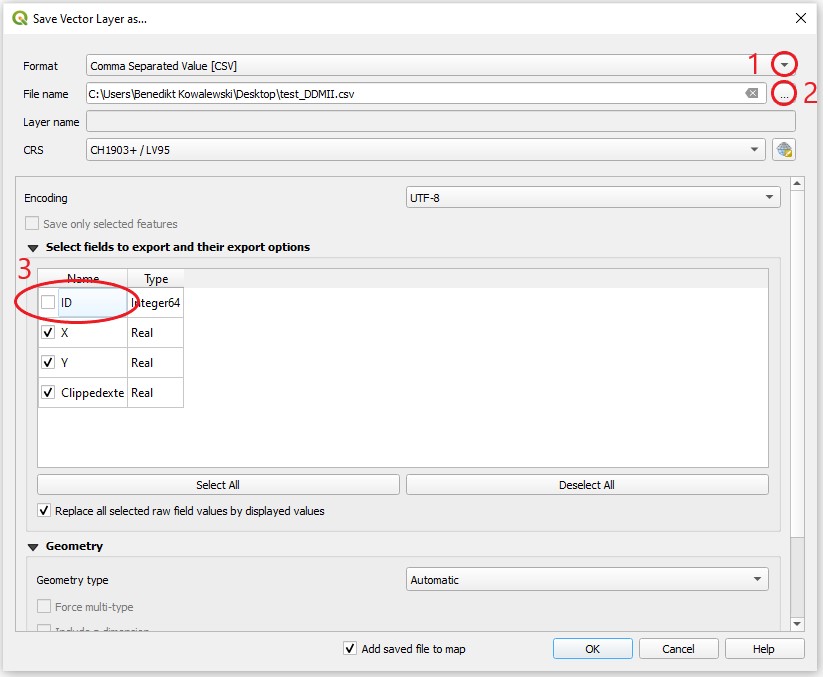 Save Vector Layer as...
Format
Comma Separated Value [CSV]
1
File name
C:\Users\Benedikt Kowalewski\Desktop\test_DDMII.csv
...
2
Layer name
CRS
CH1903+ / LV95
Encoding
UTF-8
Save only selected features
Select fields to export and their export options
3
Name Type
ID Integer64
X Real
Y Real
Clippedexte Real
Select All
Deselect All
Replace all selected raw field values by displayed values
Geometry
Geometry type
Automatic
Force multi-type
Include z-dimension
Add saved file to map
OK
Cancel
Help